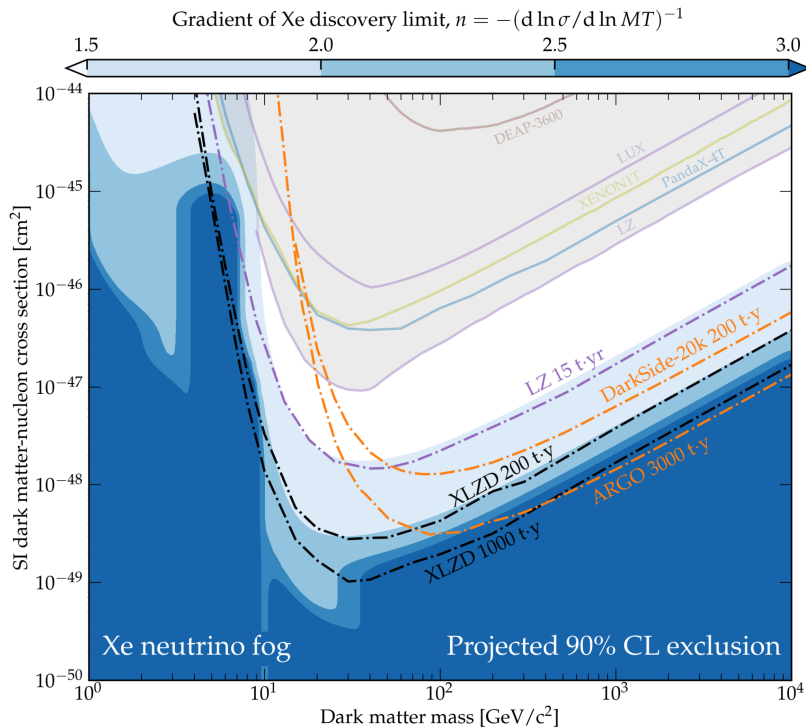 Gradient of Xe discovery limit, n = −(d ln σ/d ln MT)⁻¹
1.5 2.0 2.5 3.0
SI dark matter-nucleon cross section [cm²]
10⁻⁴⁴
10⁻⁴⁵
10⁻⁴⁶
10⁻⁴⁷
10⁻⁴⁸
10⁻⁴⁹
10⁻⁵⁰
DEAP-3600
LUX
XENON1T
PandaX-4T
LZ
LZ 15 t·yr
DarkSide-20k 200 t·y
XLZD 200 t·y
ARGO 3000 t·y
XLZD 1000 t·y
Xe neutrino fog
Projected 90% CL exclusion
10⁰ 10¹ 10² 10³ 10⁴
Dark matter mass [GeV/c²]